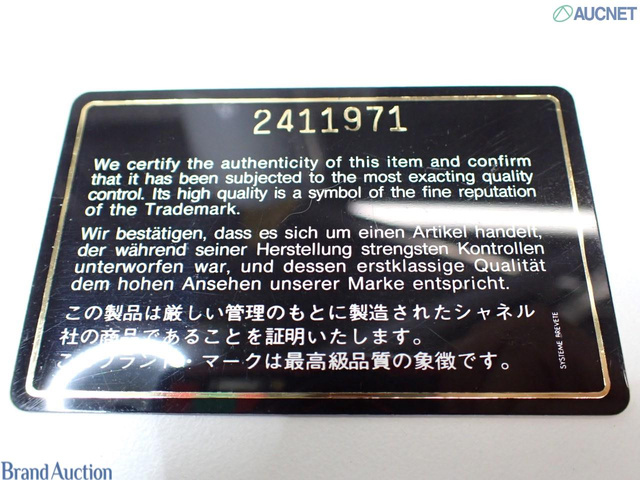 AUCNET
2411971
We certify the authenticity of this item and confirm
that it has been subjected to the most exacting quality
control. Its high quality is a symbol of the fine reputation
of the Trademark.
Wir bestätigen, dass es sich um einen Artikel handelt,
der während seiner Herstellung strengsten Kontrollen
unterworfen war, und dessen erstklassige Qualität
dem hohen Ansehen unserer Marke entspricht.
この製品は厳しい管理のもとに製造されたシャネル
社の商品であることを証明いたします。
このブランド・マークは最高級品質の象徴です。
SYSTEME BREVETE
Brand Auction